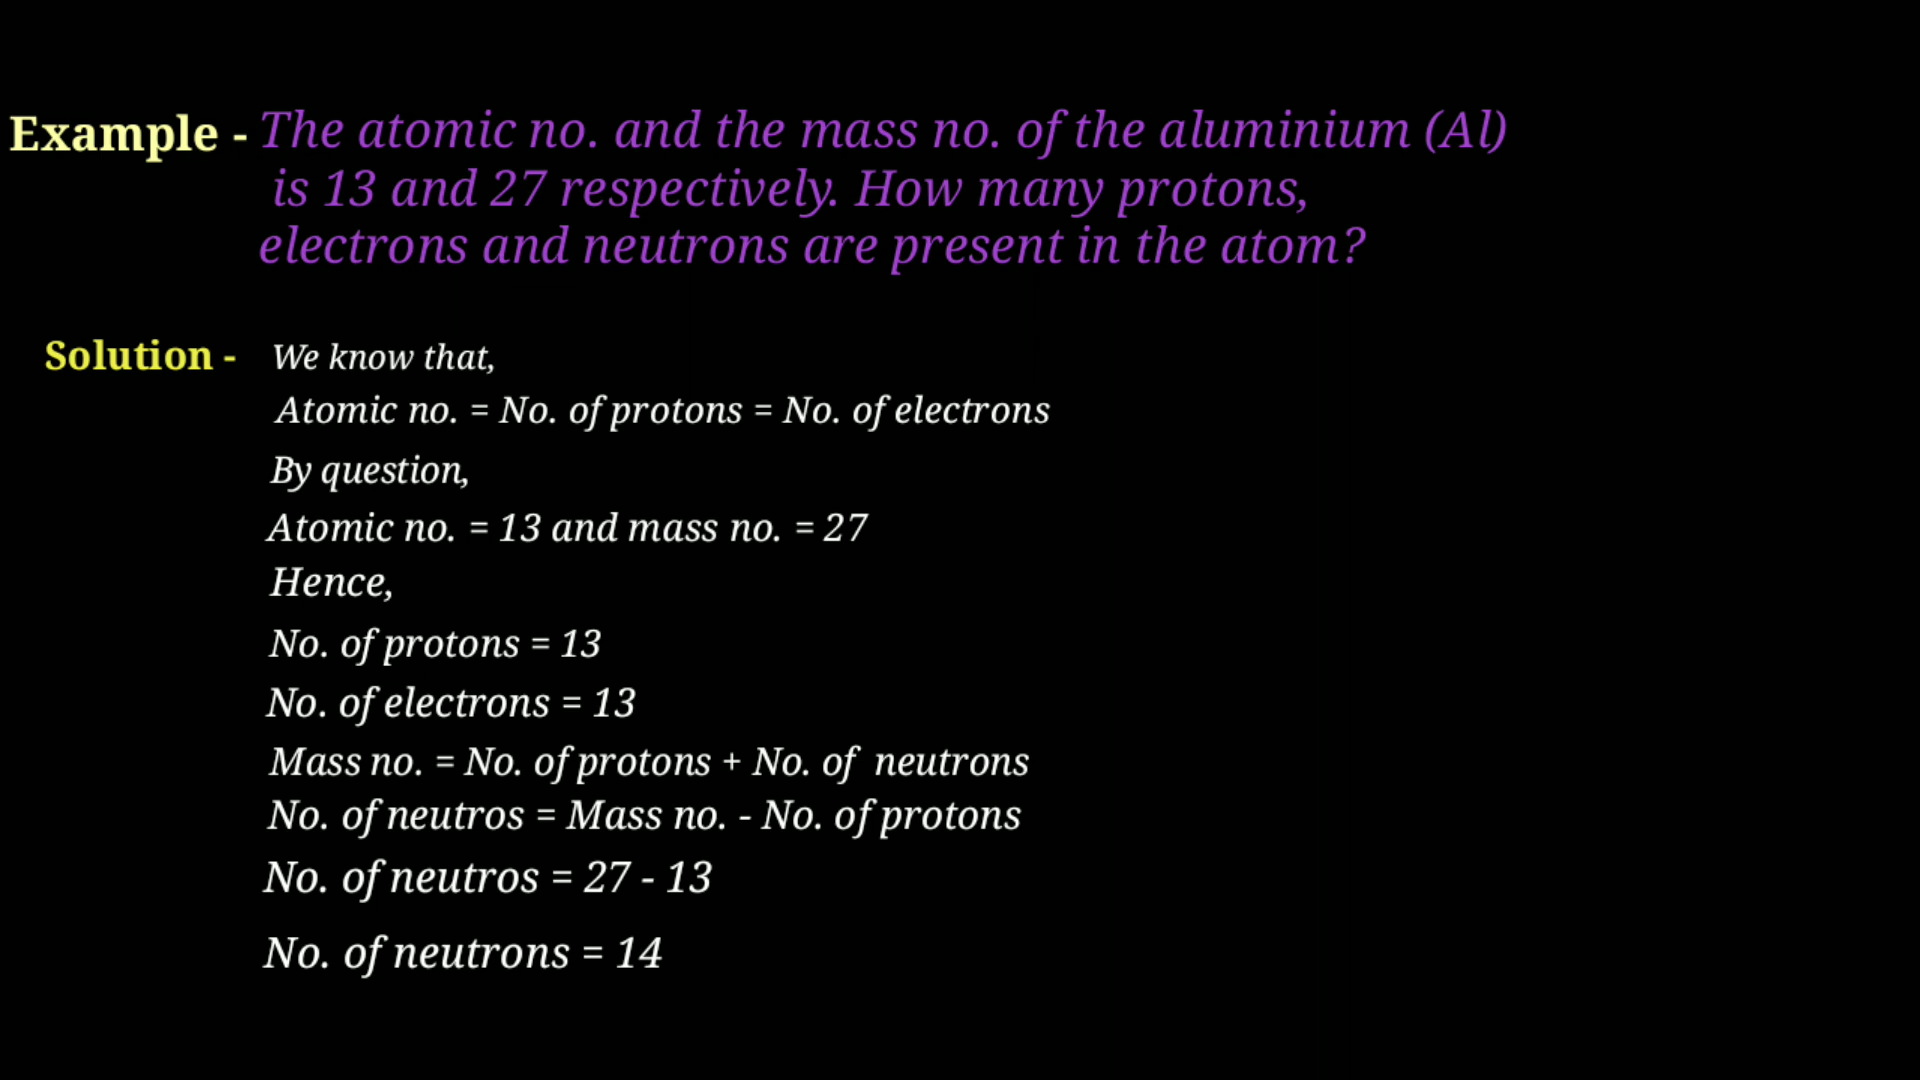 Example - The atomic no. and the mass no. of the aluminium (Al)
is 13 and 27 respectively. How many protons,
electrons and neutrons are present in the atom?
Solution - We know that,
Atomic no. = No. of protons = No. of electrons
By question,
Atomic no. = 13 and mass no. = 27
Hence,
No. of protons = 13
No. of electrons = 13
Mass no. = No. of protons + No. of neutrons
No. of neutros = Mass no. - No. of protons
No. of neutros = 27 - 13
No. of neutrons = 14